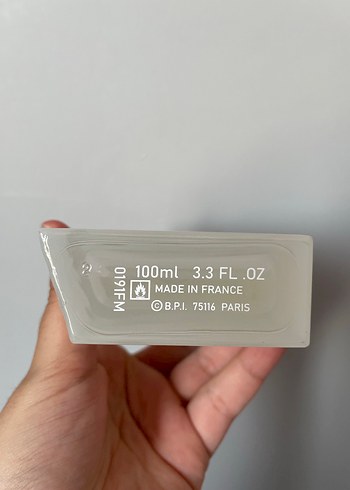 0191FM
100ml 3.3 FL .OZ
MADE IN FRANCE
©B.P.I. 75116 PARIS